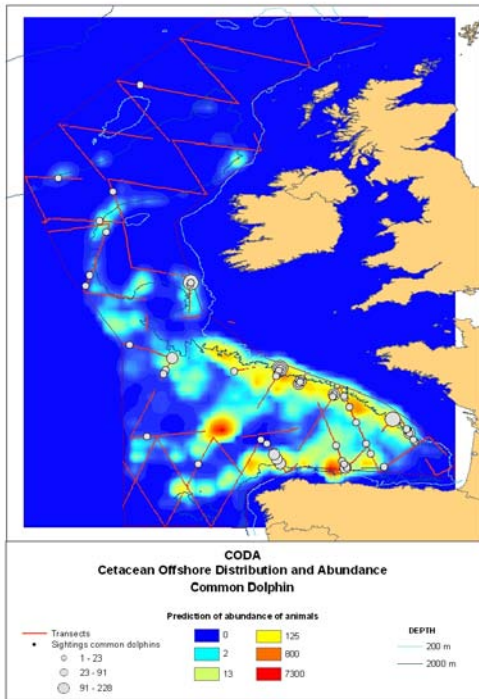 CODA
Cetacean Offshore Distribution and Abundance
Common Dolphin
Prediction of abundance of animals
Transects
Sightings common dolphins
1 - 23
23 - 91
91 - 228
0
2
13
125
800
7300
DEPTH
200 m
2000 m